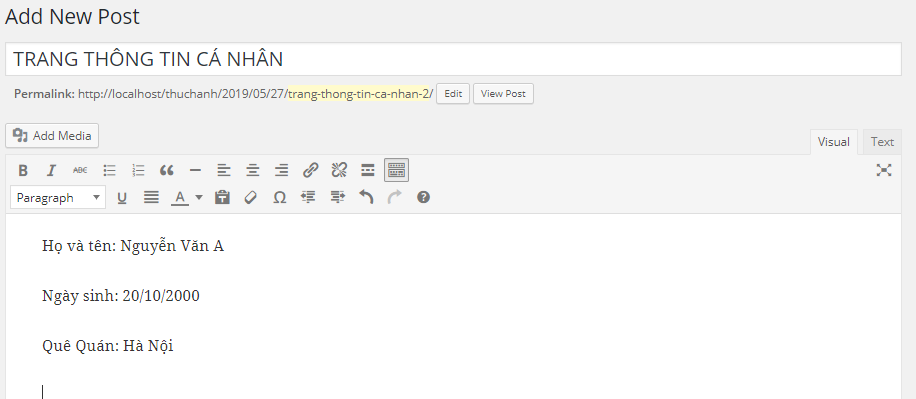 Add New Post
TRANG THÔNG TIN CÁ NHÂN
Permalink: http://localhost/thuchanh/2019/05/27/trang-thong-tin-ca-nhan-2/ Edit View Post
Add Media
Visual Text
B I ABC
Paragraph U A Ω
Họ và tên: Nguyễn Văn A
Ngày sinh: 20/10/2000
Quê Quán: Hà Nội